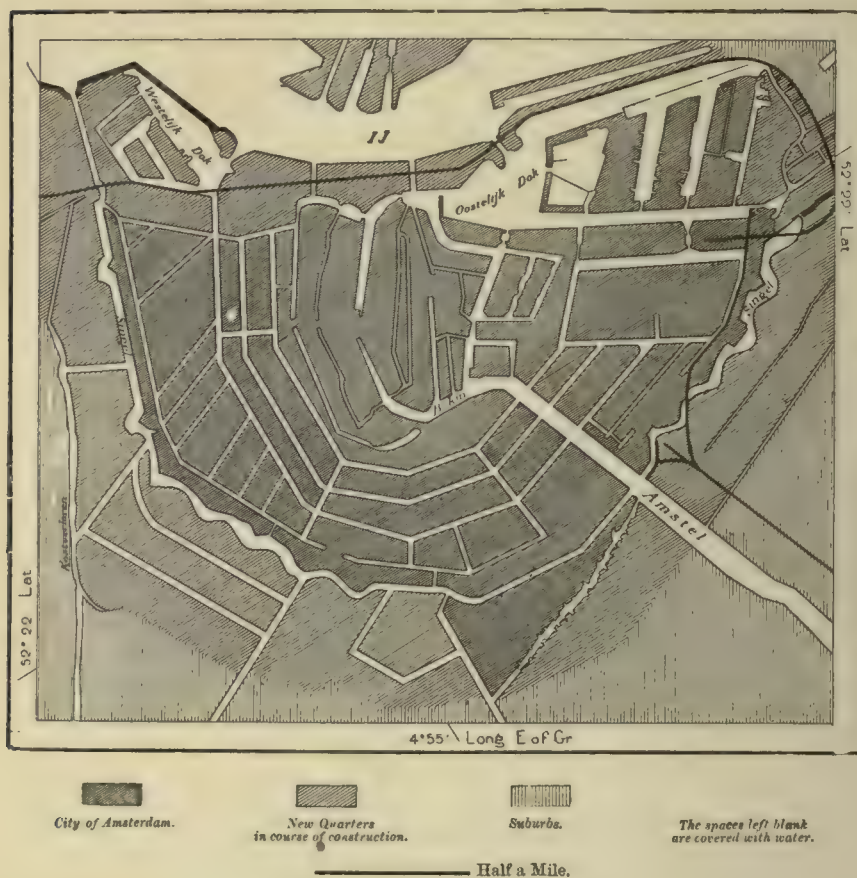 Westelijk Dok
IJ
Oostelijk Dok
52° 22' Lat
Singel
Singel
Amstel
52° 22 Lat
4°55' Long E of Gr
City of Amsterdam.
New Quarters
in course of construction.
Suburbs.
The spaces left blank
are covered with water.
Half a Mile.